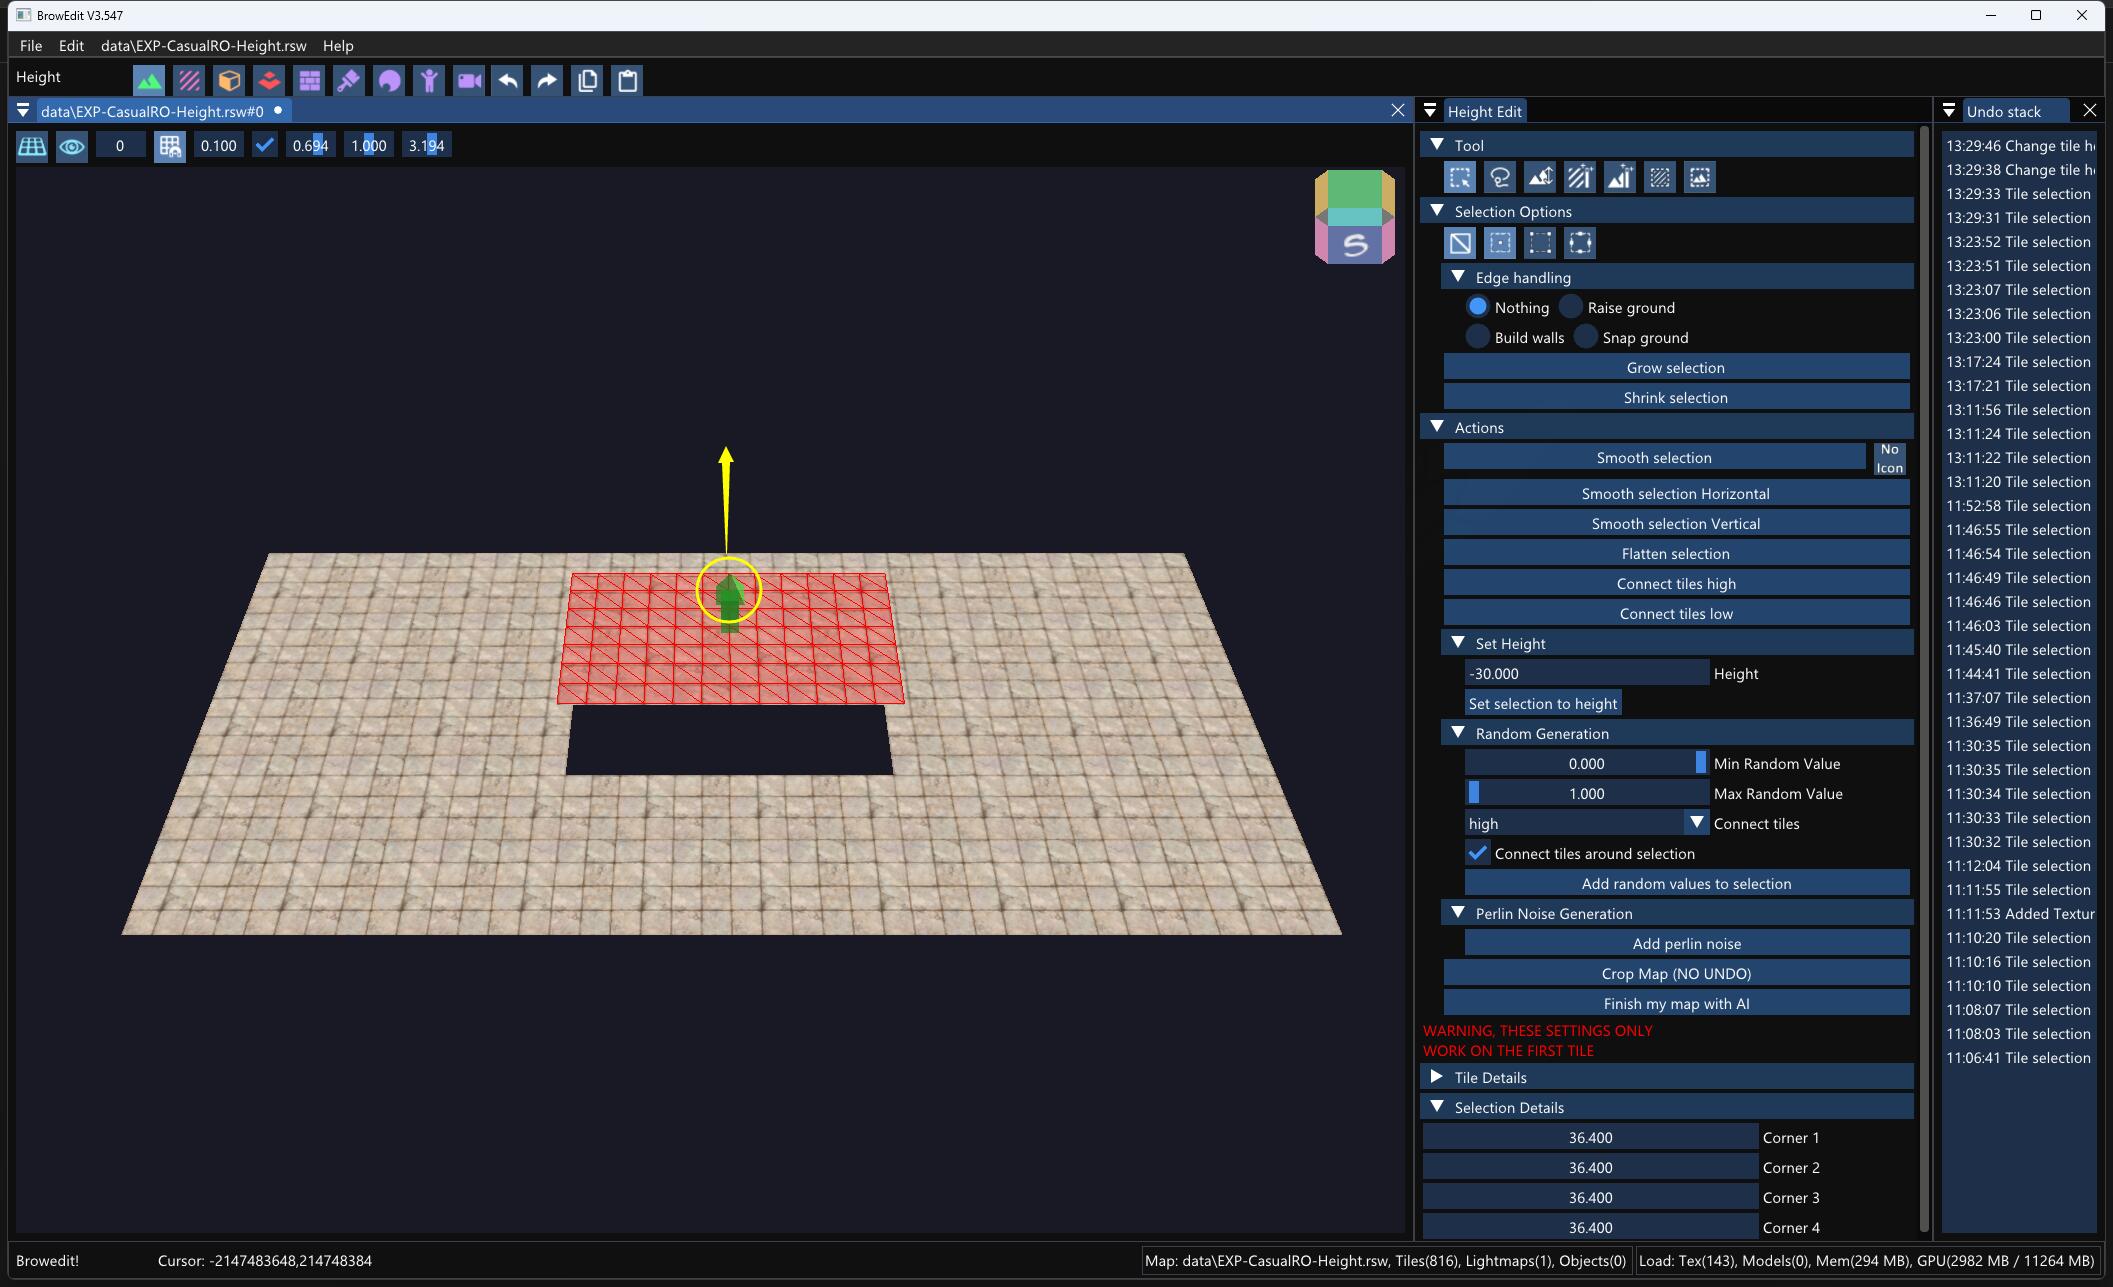 BrowEdit V3.547
File Edit data\EXP-CasualRO-Height.rsw Help
Height
data\EXP-CasualRO-Height.rsw#0
0 0.100 0.694 1.000 3.194
S
Height Edit
Tool
Selection Options
Edge handling
Nothing Raise ground
Build walls Snap ground
Grow selection
Shrink selection
Actions
Smooth selection No Icon
Smooth selection Horizontal
Smooth selection Vertical
Flatten selection
Connect tiles high
Connect tiles low
Set Height
-30.000 Height
Set selection to height
Random Generation
0.000 Min Random Value
1.000 Max Random Value
high Connect tiles
Connect tiles around selection
Add random values to selection
Perlin Noise Generation
Add perlin noise
Crop Map (NO UNDO)
Finish my map with AI
WARNING, THESE SETTINGS ONLY
WORK ON THE FIRST TILE
Tile Details
Selection Details
36.400 Corner 1
36.400 Corner 2
36.400 Corner 3
36.400 Corner 4
Undo stack
13:29:46 Change tile h
13:29:38 Change tile h
13:29:33 Tile selection
13:29:31 Tile selection
13:23:52 Tile selection
13:23:51 Tile selection
13:23:07 Tile selection
13:23:06 Tile selection
13:23:00 Tile selection
13:17:24 Tile selection
13:17:21 Tile selection
13:11:56 Tile selection
13:11:24 Tile selection
13:11:22 Tile selection
13:11:20 Tile selection
11:52:58 Tile selection
11:46:55 Tile selection
11:46:54 Tile selection
11:46:49 Tile selection
11:46:46 Tile selection
11:46:03 Tile selection
11:45:40 Tile selection
11:44:41 Tile selection
11:37:07 Tile selection
11:36:49 Tile selection
11:30:35 Tile selection
11:30:35 Tile selection
11:30:34 Tile selection
11:30:33 Tile selection
11:30:32 Tile selection
11:12:04 Tile selection
11:11:55 Tile selection
11:11:53 Added Textur
11:10:20 Tile selection
11:10:16 Tile selection
11:10:10 Tile selection
11:08:07 Tile selection
11:08:03 Tile selection
11:06:41 Tile selection
Browedit! Cursor: -2147483648,214748384 Map: data\EXP-CasualRO-Height.rsw, Tiles(816), Lightmaps(1), Objects(0) Load: Tex(143), Models(0), Mem(294 MB), GPU(2982 MB / 11264 MB)